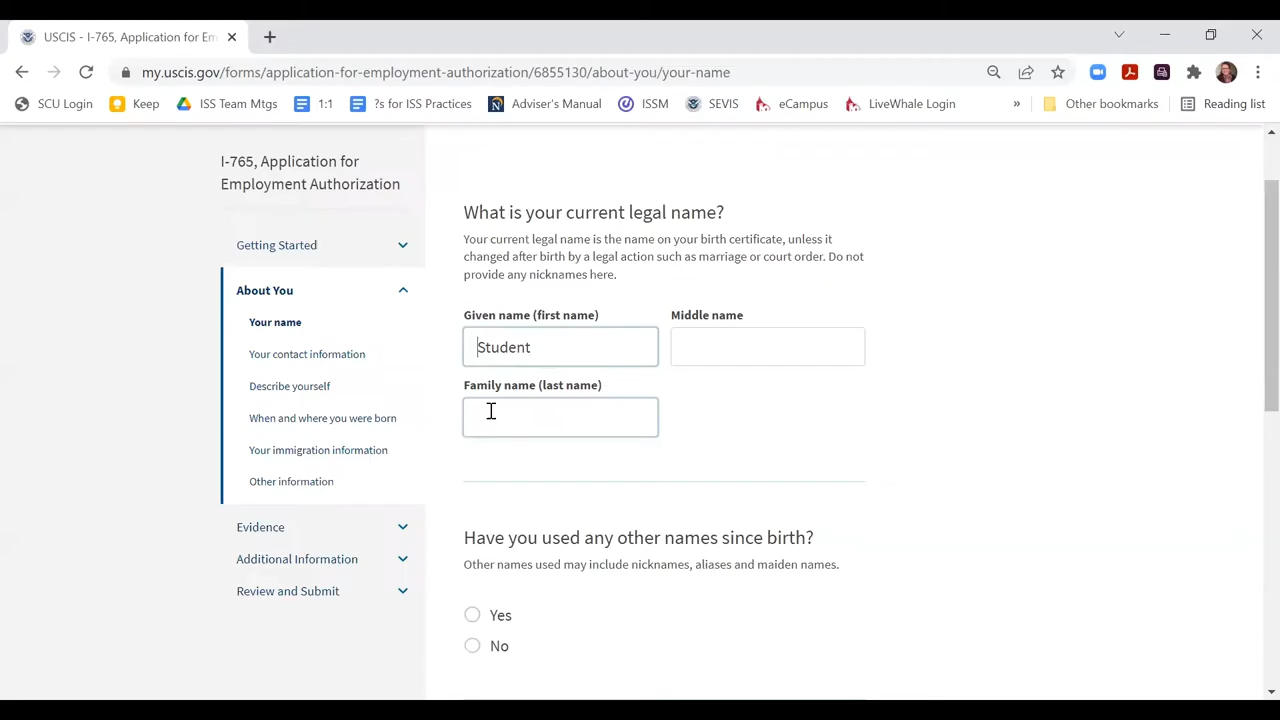 USCIS - I-765, Application for Em
my.uscis.gov/forms/application-for-employment-authorization/6855130/about-you/your-name
SCU Login Keep ISS Team Mtgs 1:1 ?s for ISS Practices Adviser's Manual ISSM SEVIS eCampus LiveWhale Login » Other bookmarks Reading list
I-765, Application for
Employment Authorization
Getting Started
About You
Your name
Your contact information
Describe yourself
When and where you were born
Your immigration information
Other information
Evidence
Additional Information
Review and Submit
What is your current legal name?
Your current legal name is the name on your birth certificate, unless it
changed after birth by a legal action such as marriage or court order. Do not
provide any nicknames here.
Given name (first name) Middle name
Student
Family name (last name)
Have you used any other names since birth?
Other names used may include nicknames, aliases and maiden names.
Yes
No